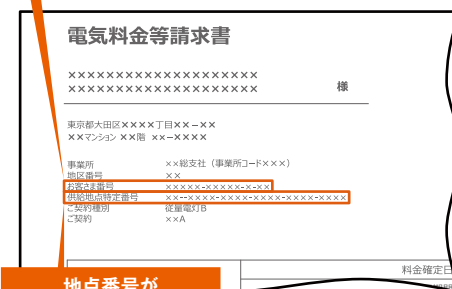 電気料金等請求書
××××××××××××××××××××
×××××××××××××××××××× 様
東京都大田区××××丁目××−××
××マンション ××階 ××−××××
事業所 ××総支社（事業所コード×××）
地区番号 ××
お客さま番号 ×××××-×××××-×-××
供給地点特定番号 ××--××××-××××-××××-××××-××××
ご契約種別 従量電灯B
ご契約 ××A
料金確定日
地点番号が